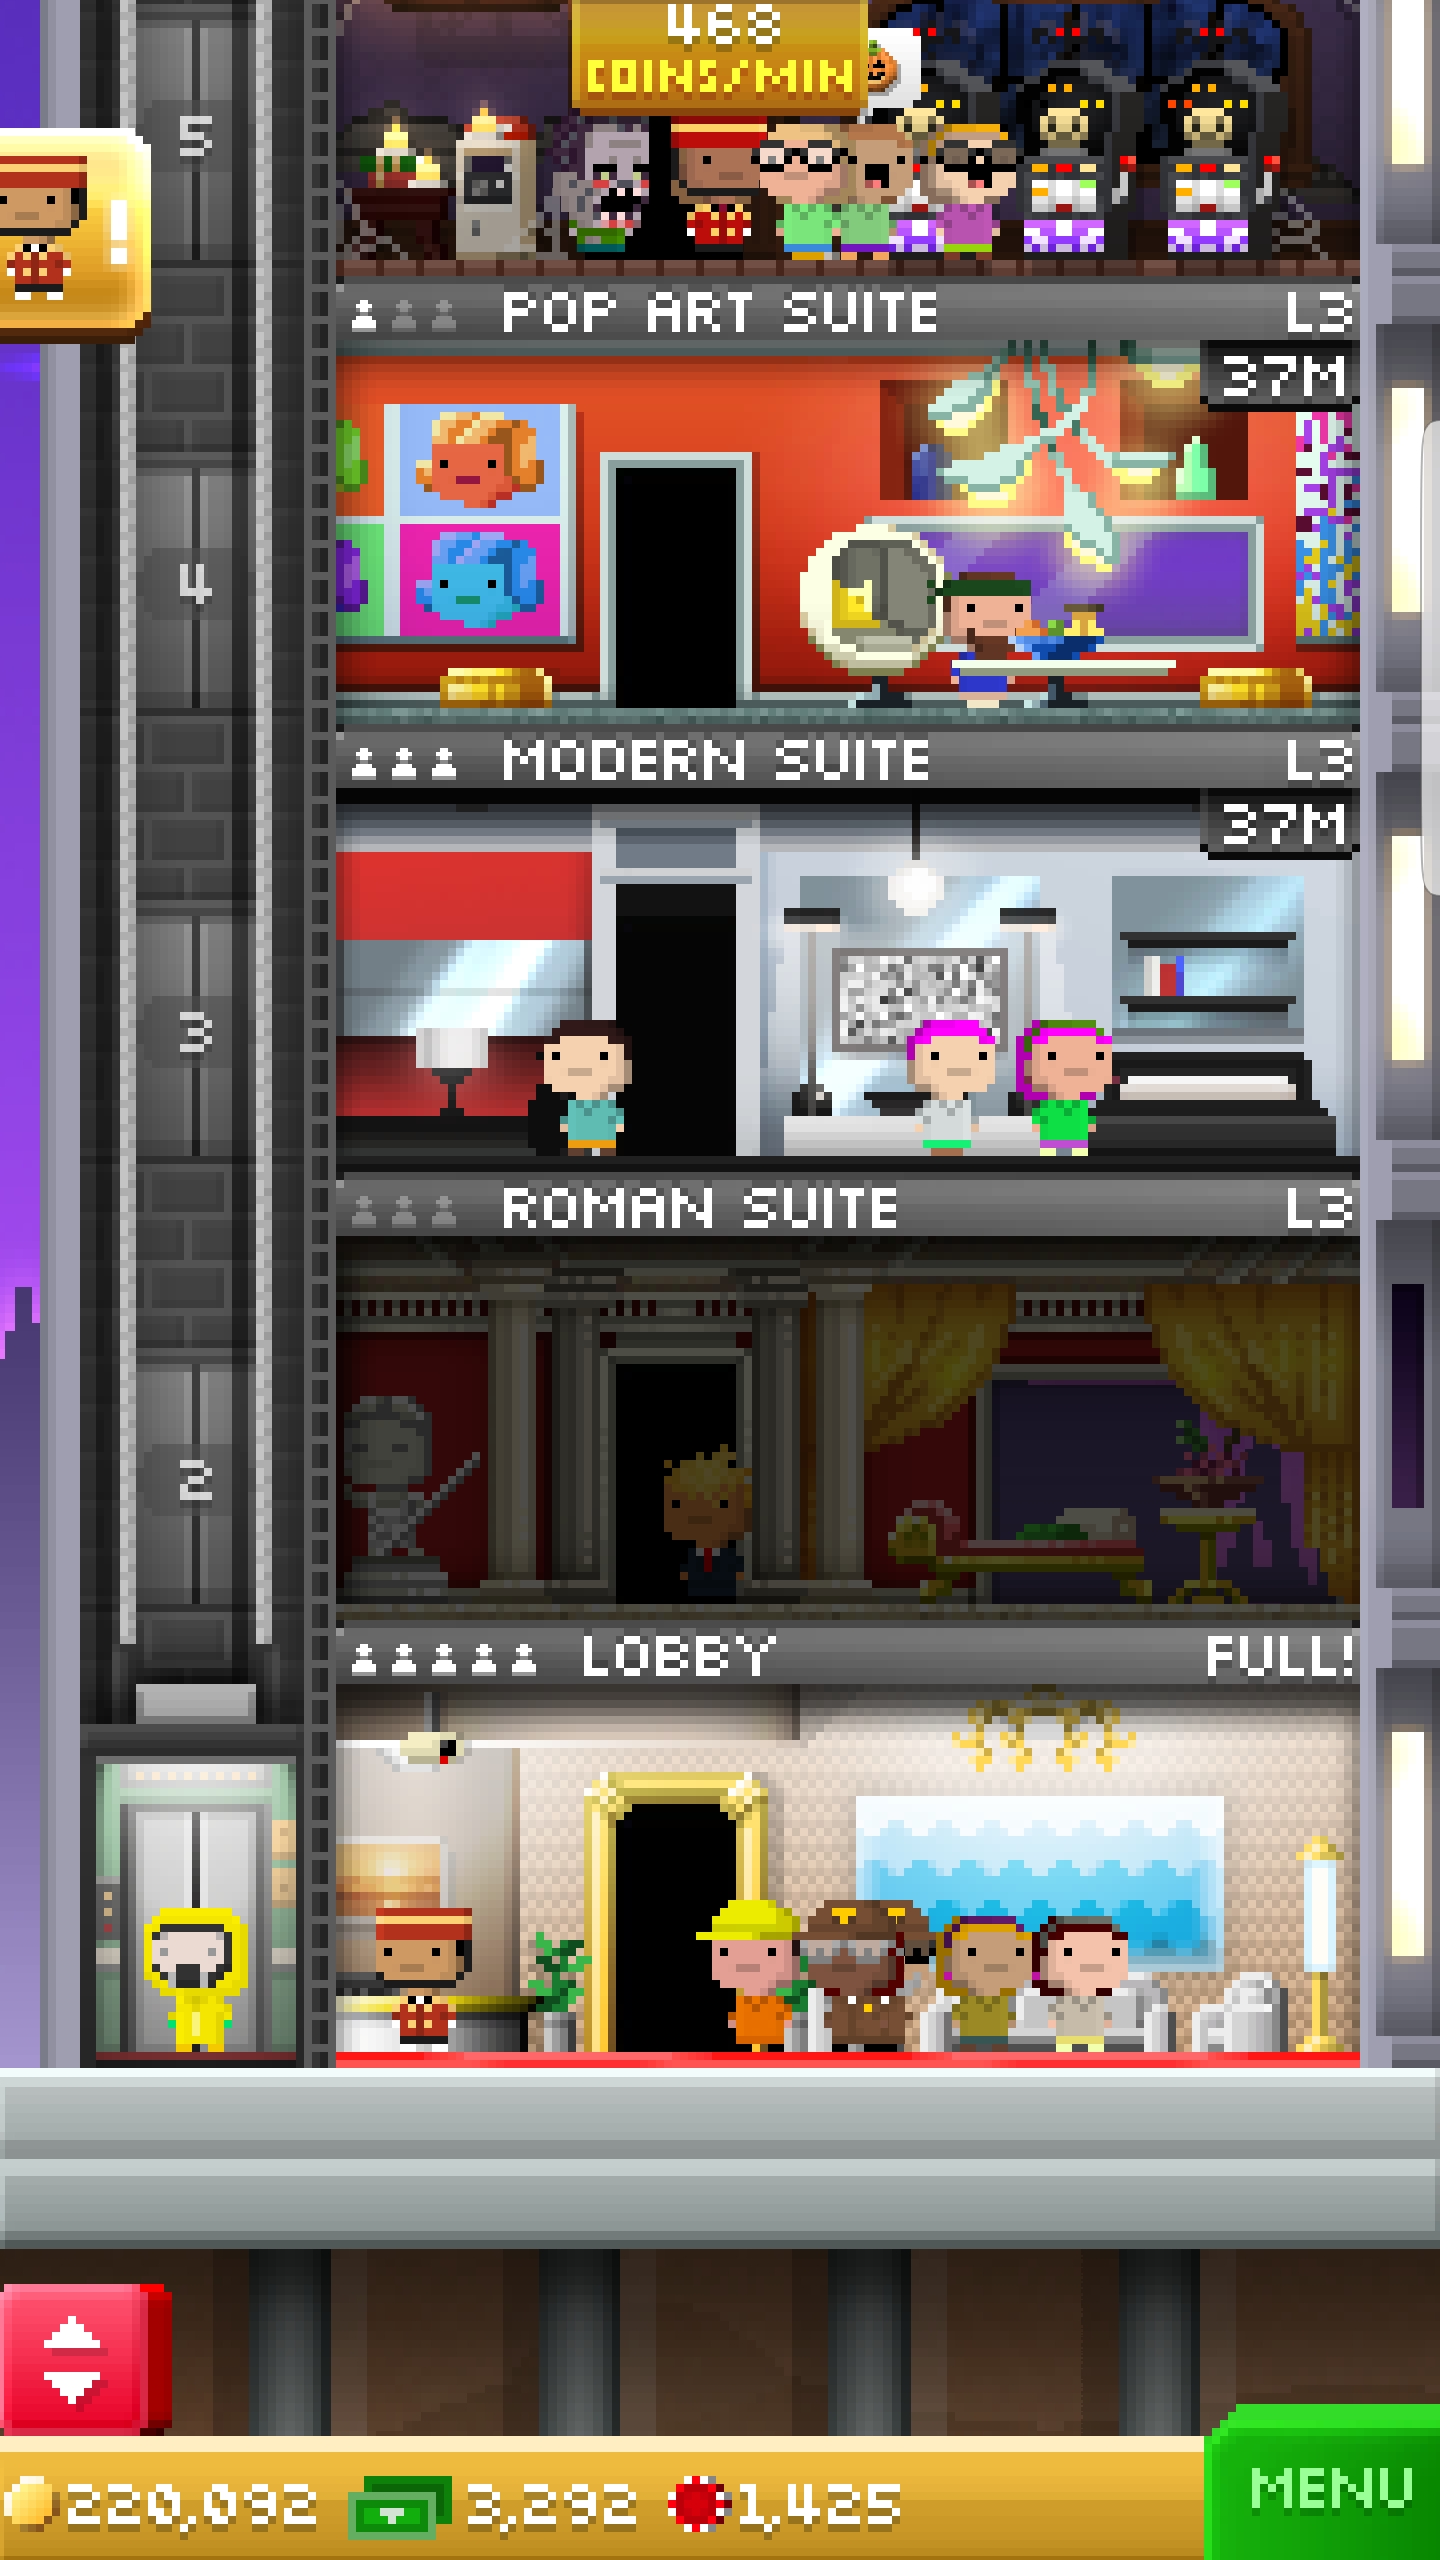 468
COINS/MIN
5
!
POP ART SUITE L3
37M
4
MODERN SUITE L3
37M
3
ROMAN SUITE L3
2
LOBBY FULL!
220,092 3,292 1,425
MENU